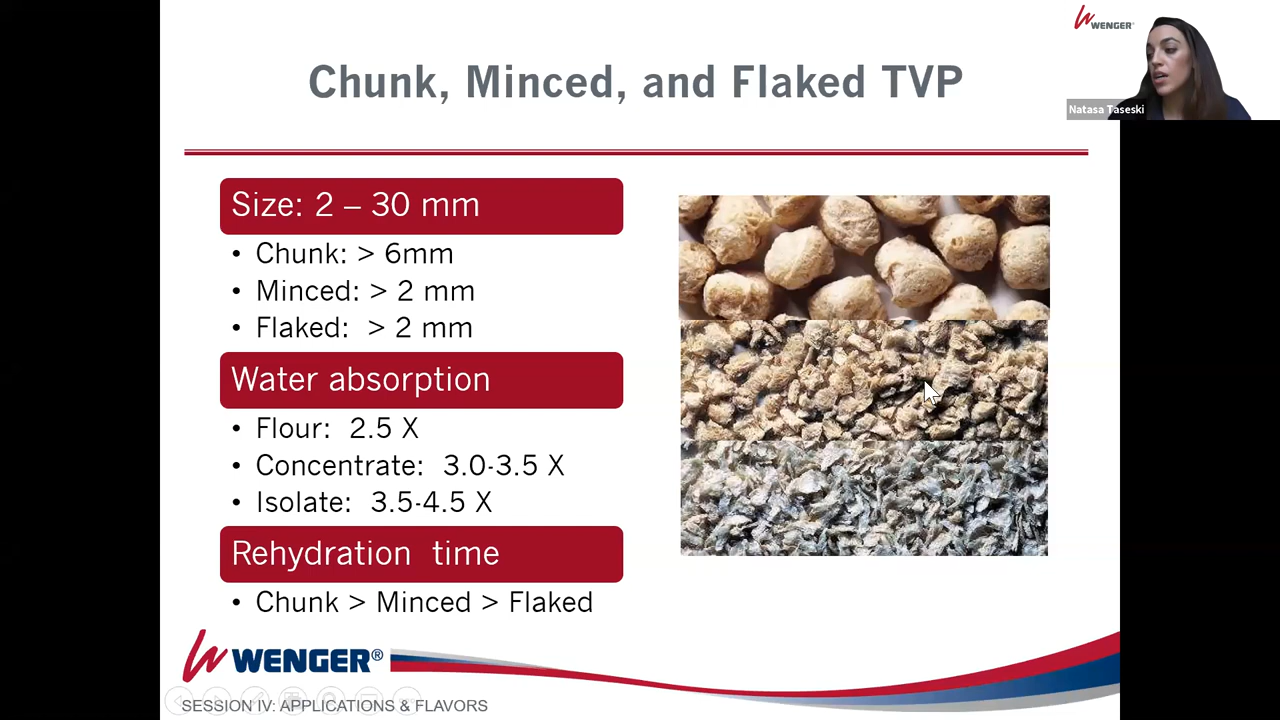 WENGER®
Chunk, Minced, and Flaked TVP
Natasa Taseski
Size: 2 – 30 mm
• Chunk: > 6mm
• Minced: > 2 mm
• Flaked: > 2 mm
Water absorption
• Flour: 2.5 X
• Concentrate: 3.0-3.5 X
• Isolate: 3.5-4.5 X
Rehydration time
• Chunk > Minced > Flaked
WENGER®
SESSION IV: APPLICATIONS & FLAVORS